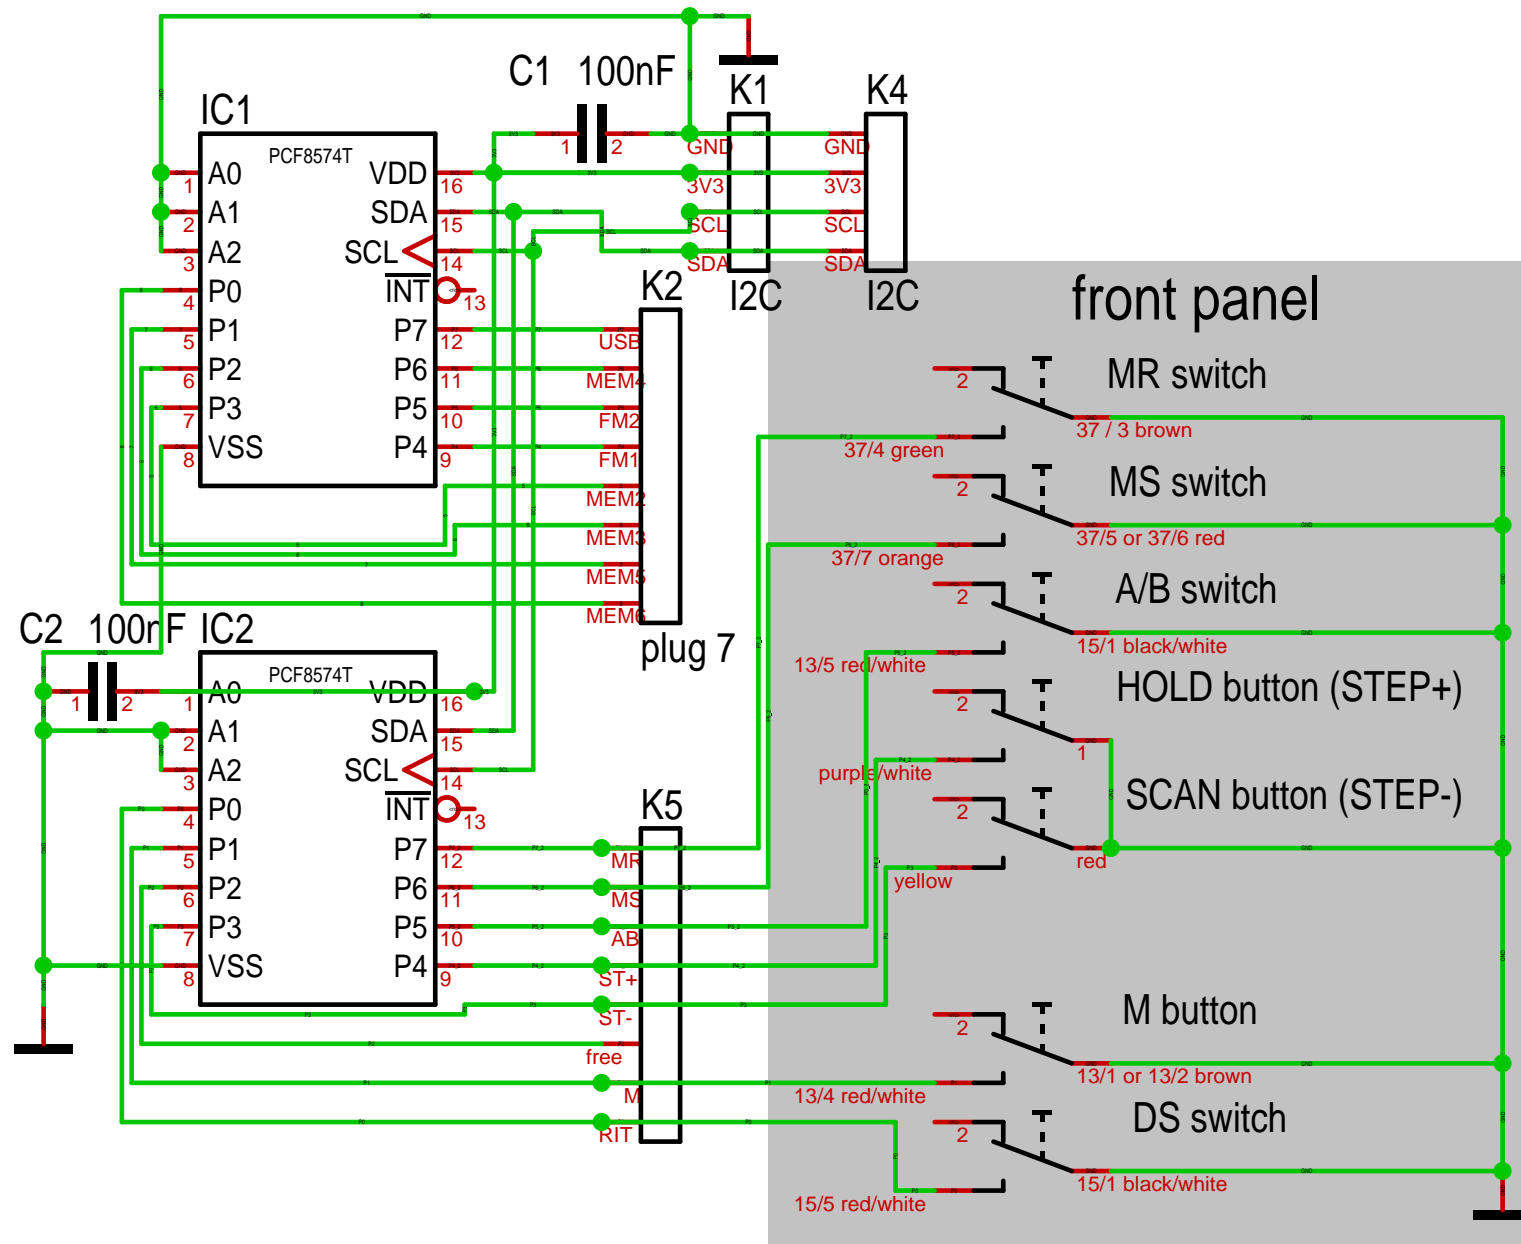 C1 100nF
K1
K4
IC1
PCF8574T
A0
A1
A2
P0
P1
P2
P3
VSS
VDD
SDA
SCL
INT
P7
P6
P5
P4
1
2
3
4
5
6
7
8
16
15
14
13
12
11
10
9
1 2
GND
3V3
SCL
SDA
I2C
GND
3V3
SCL
SDA
I2C
K2
USB
MEM4
FM2
FM1
MEM2
MEM3
MEM5
MEM6
plug 7
C2 100nF
1 2
IC2
PCF8574T
A0
A1
A2
P0
P1
P2
P3
VSS
VDD
SDA
SCL
INT
P7
P6
P5
P4
1
2
3
4
5
6
7
8
16
15
14
13
12
11
10
9
K5
MR
MS
AB
ST+
ST-
free
M
RIT
front panel
MR switch
2
37 / 3 brown
37/4 green
MS switch
2
37/5 or 37/6 red
37/7 orange
A/B switch
2
15/1 black/white
13/5 red/white
HOLD button (STEP+)
2
1
purple/white
SCAN button (STEP-)
2
red
yellow
M button
2
13/1 or 13/2 brown
13/4 red/white
DS switch
2
15/1 black/white
15/5 red/white